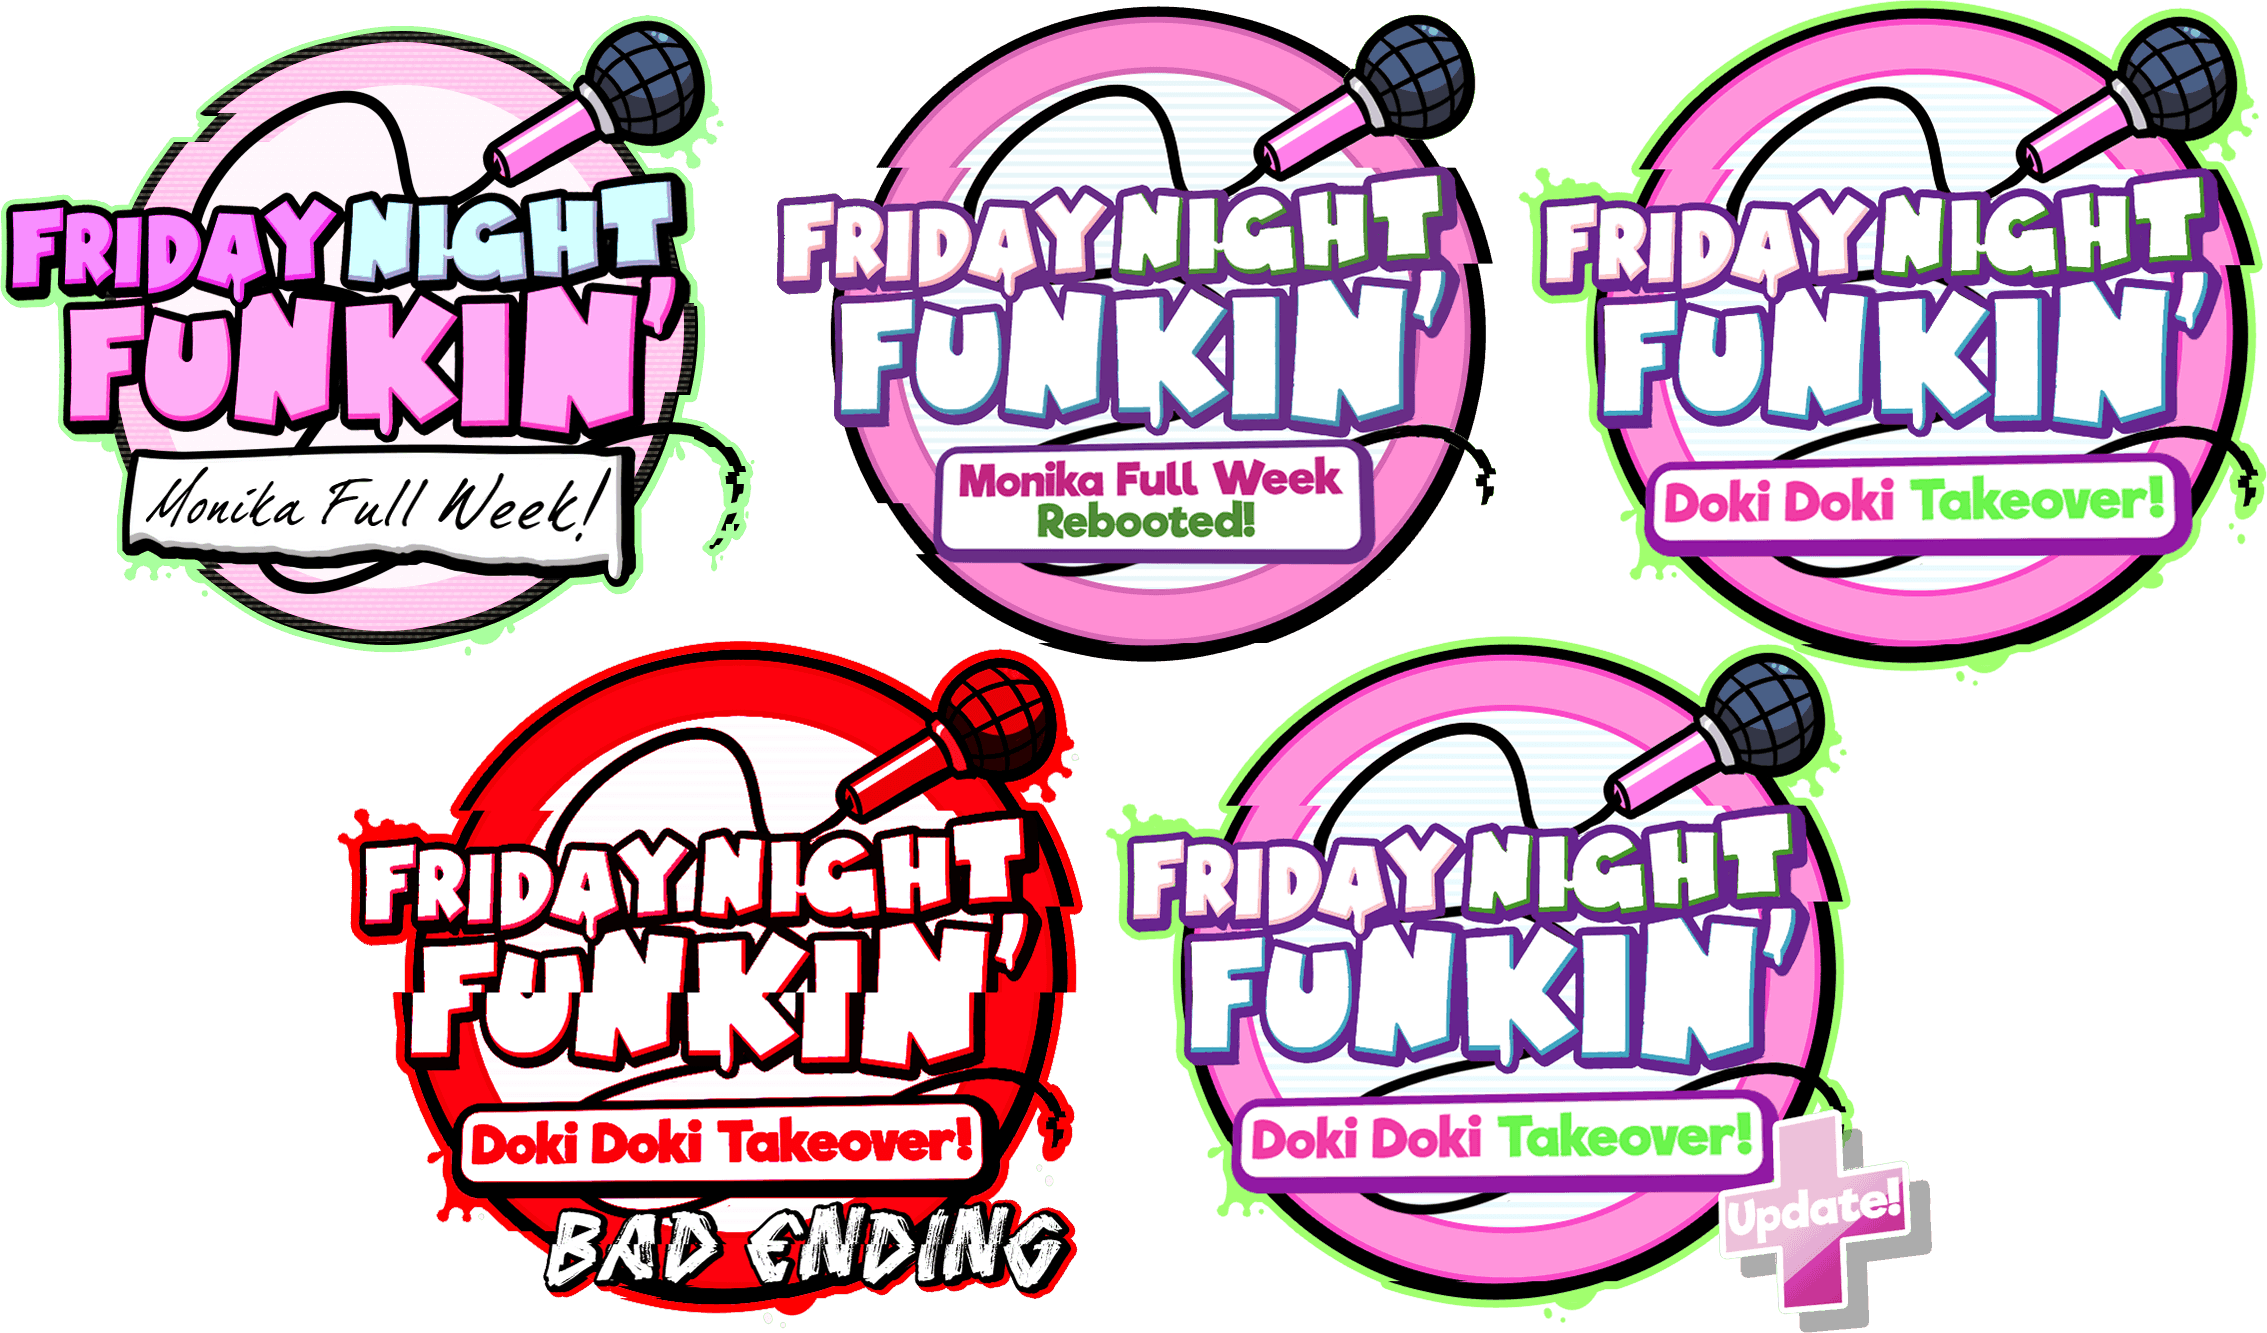 FRIDAY NIGHT
FUNKIN'
Monika Full Week!
FRIDAY NIGHT
FUNKIN'
Monika Full Week
Rebooted!
FRIDAY NIGHT
FUNKIN'
Doki Doki Takeover!
FRIDAY NIGHT
FUNKIN'
Doki Doki Takeover!
BAD ENDING
FRIDAY NIGHT
FUNKIN'
Doki Doki Takeover!
Update!